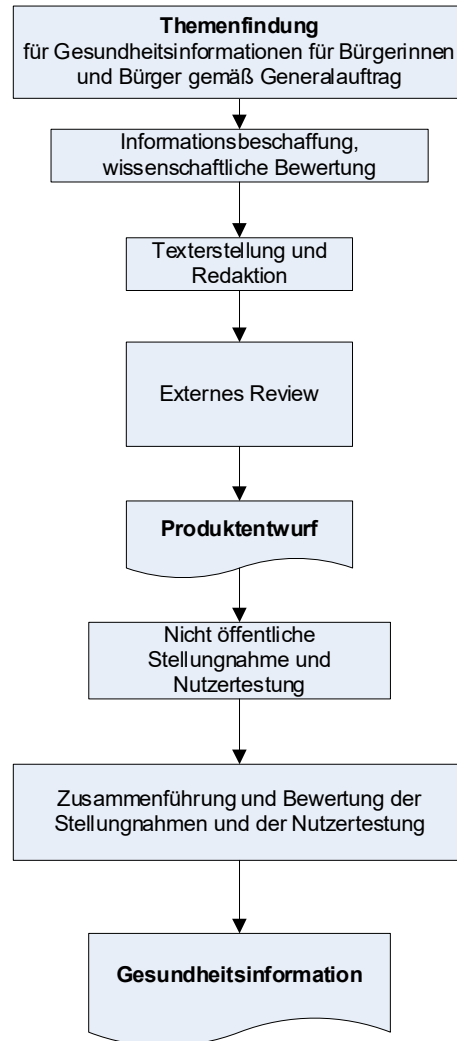 Themenfindung
für Gesundheitsinformationen für Bürgerinnen
und Bürger gemäß Generalauftrag
Informationsbeschaffung,
wissenschaftliche Bewertung
Texterstellung und
Redaktion
Externes Review
Produktentwurf
Nicht öffentliche
Stellungnahme und
Nutzertestung
Zusammenführung und Bewertung der
Stellungnahmen und der Nutzertestung
Gesundheitsinformation